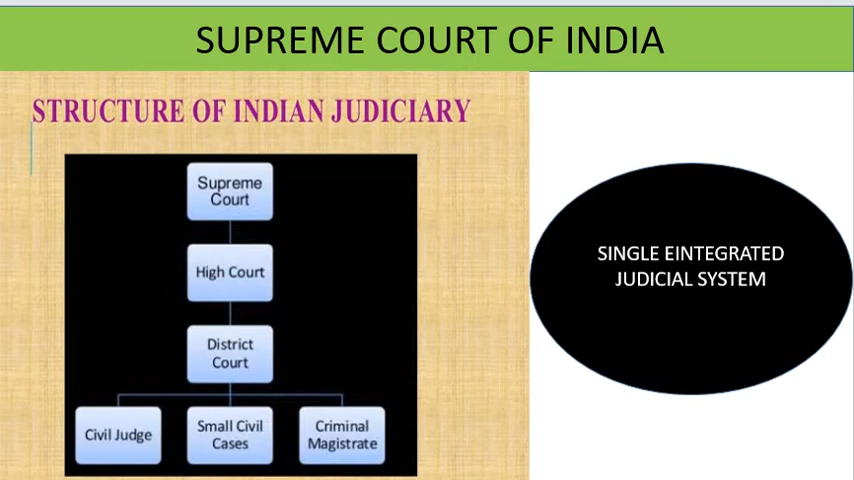 SUPREME COURT OF INDIA
STRUCTURE OF INDIAN JUDICIARY
Supreme
Court
High Court
District
Court
Civil Judge
Small Civil
Cases
Criminal
Magistrate
SINGLE EINTEGRATED
JUDICIAL SYSTEM